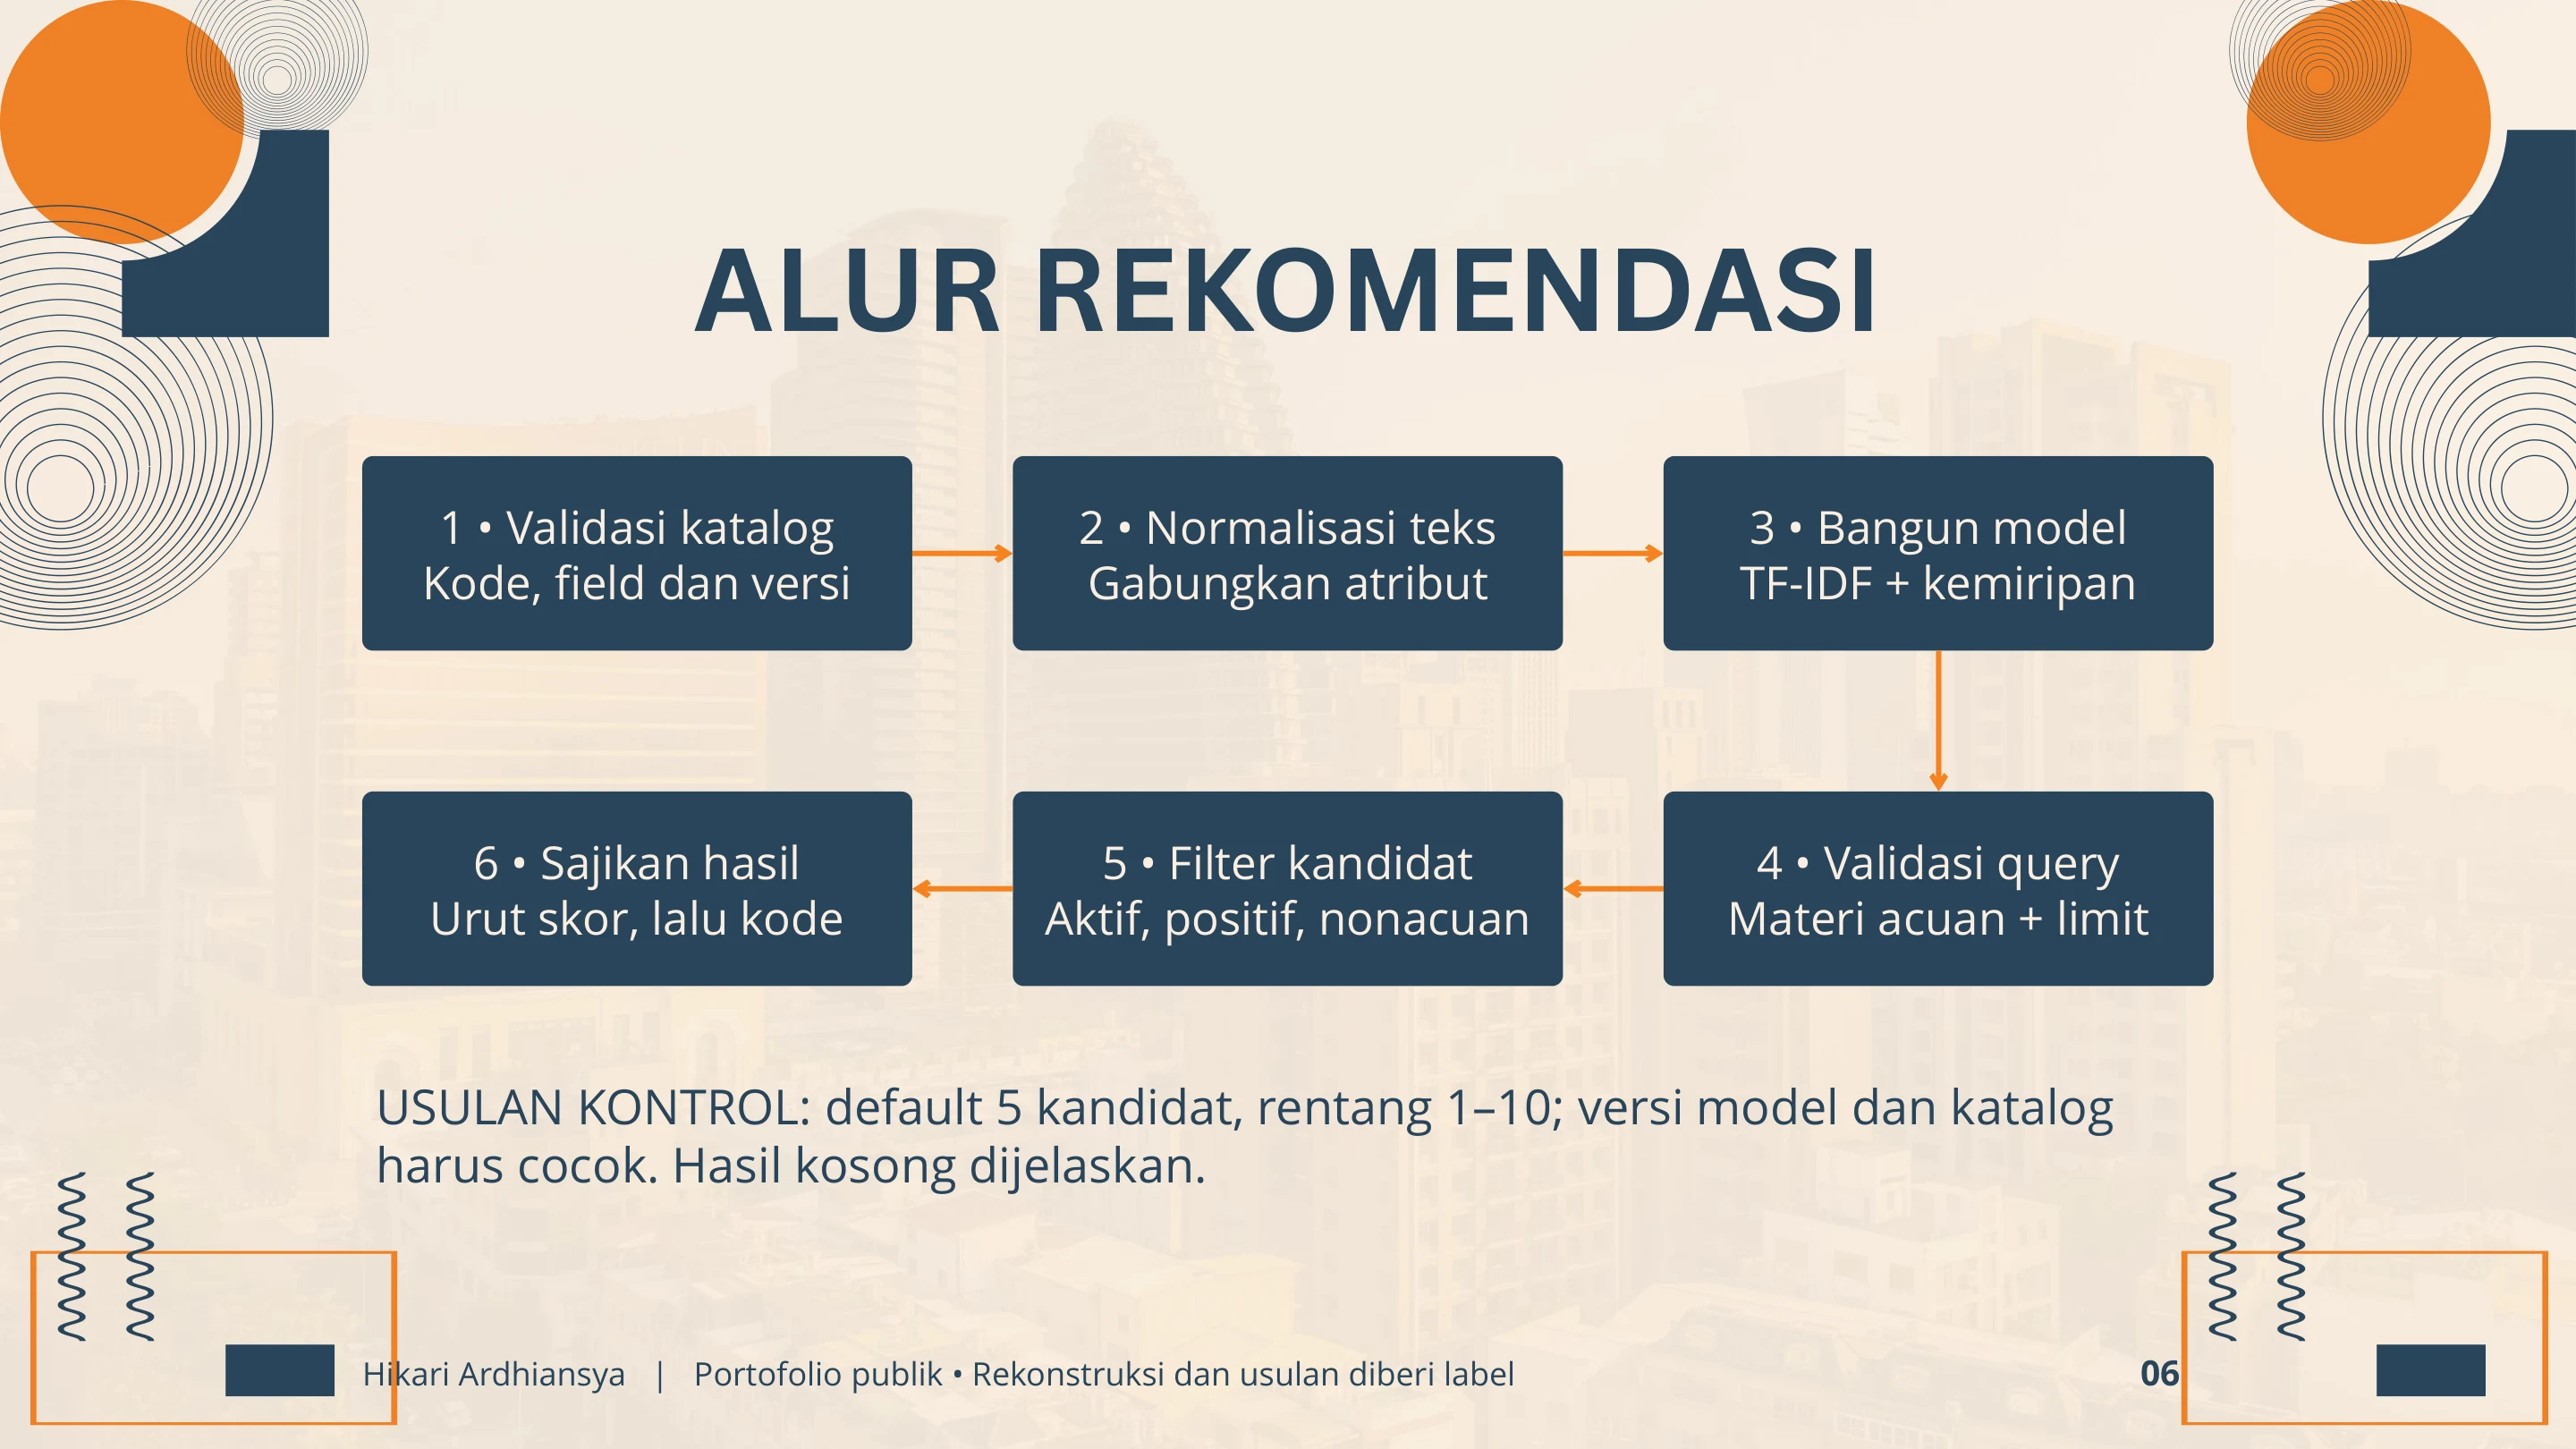 ALUR REKOMENDASI
1 • Validasi katalog
Kode, field dan versi
2 • Normalisasi teks
Gabungkan atribut
3 • Bangun model
TF-IDF + kemiripan
4 • Validasi query
Materi acuan + limit
5 • Filter kandidat
Aktif, positif, nonacuan
6 • Sajikan hasil
Urut skor, lalu kode
USULAN KONTROL: default 5 kandidat, rentang 1–10; versi model dan katalog
harus cocok. Hasil kosong dijelaskan.
Hikari Ardhiansya | Portofolio publik • Rekonstruksi dan usulan diberi label
06